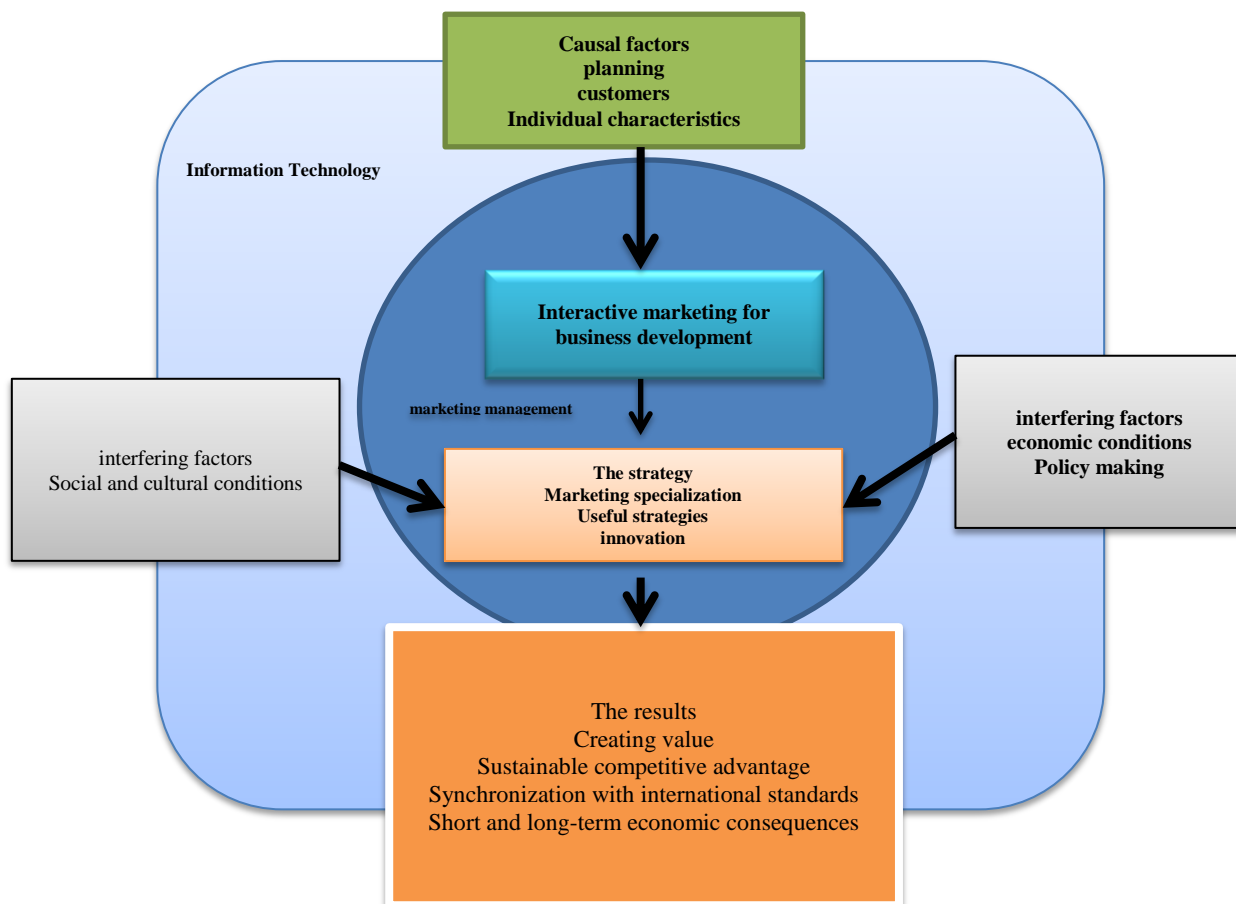 Causal factors
planning
customers
Individual characteristics
Information Technology
Interactive marketing for
business development
marketing management
interfering factors
Social and cultural conditions
interfering factors
economic conditions
Policy making
The strategy
Marketing specialization
Useful strategies
innovation
The results
Creating value
Sustainable competitive advantage
Synchronization with international standards
Short and long-term economic consequences